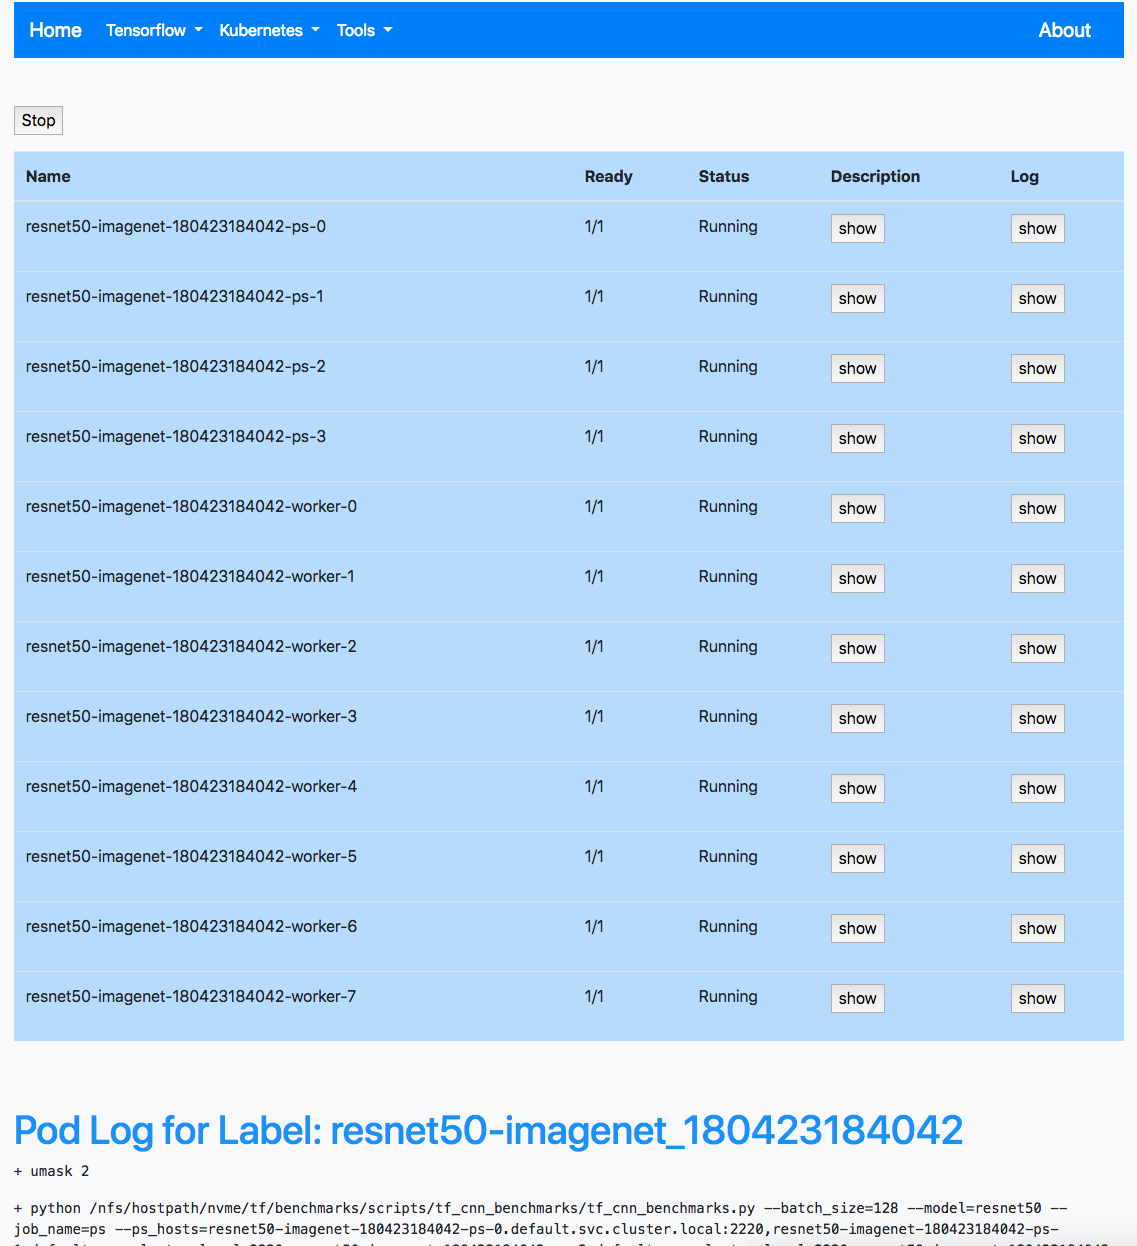 Home Tensorflow Kubernetes Tools About
Stop
Name Ready Status Description Log
resnet50-imagenet-180423184042-ps-0 1/1 Running show show
resnet50-imagenet-180423184042-ps-1 1/1 Running show show
resnet50-imagenet-180423184042-ps-2 1/1 Running show show
resnet50-imagenet-180423184042-ps-3 1/1 Running show show
resnet50-imagenet-180423184042-worker-0 1/1 Running show show
resnet50-imagenet-180423184042-worker-1 1/1 Running show show
resnet50-imagenet-180423184042-worker-2 1/1 Running show show
resnet50-imagenet-180423184042-worker-3 1/1 Running show show
resnet50-imagenet-180423184042-worker-4 1/1 Running show show
resnet50-imagenet-180423184042-worker-5 1/1 Running show show
resnet50-imagenet-180423184042-worker-6 1/1 Running show show
resnet50-imagenet-180423184042-worker-7 1/1 Running show show
Pod Log for Label: resnet50-imagenet_180423184042
+ umask 2
+ python /nfs/hostpath/nvme/tf/benchmarks/scripts/tf_cnn_benchmarks/tf_cnn_benchmarks.py --batch_size=128 --model=resnet50 --
job_name=ps --ps_hosts=resnet50-imagenet-180423184042-ps-0.default.svc.cluster.local:2220,resnet50-imagenet-180423184042-ps-